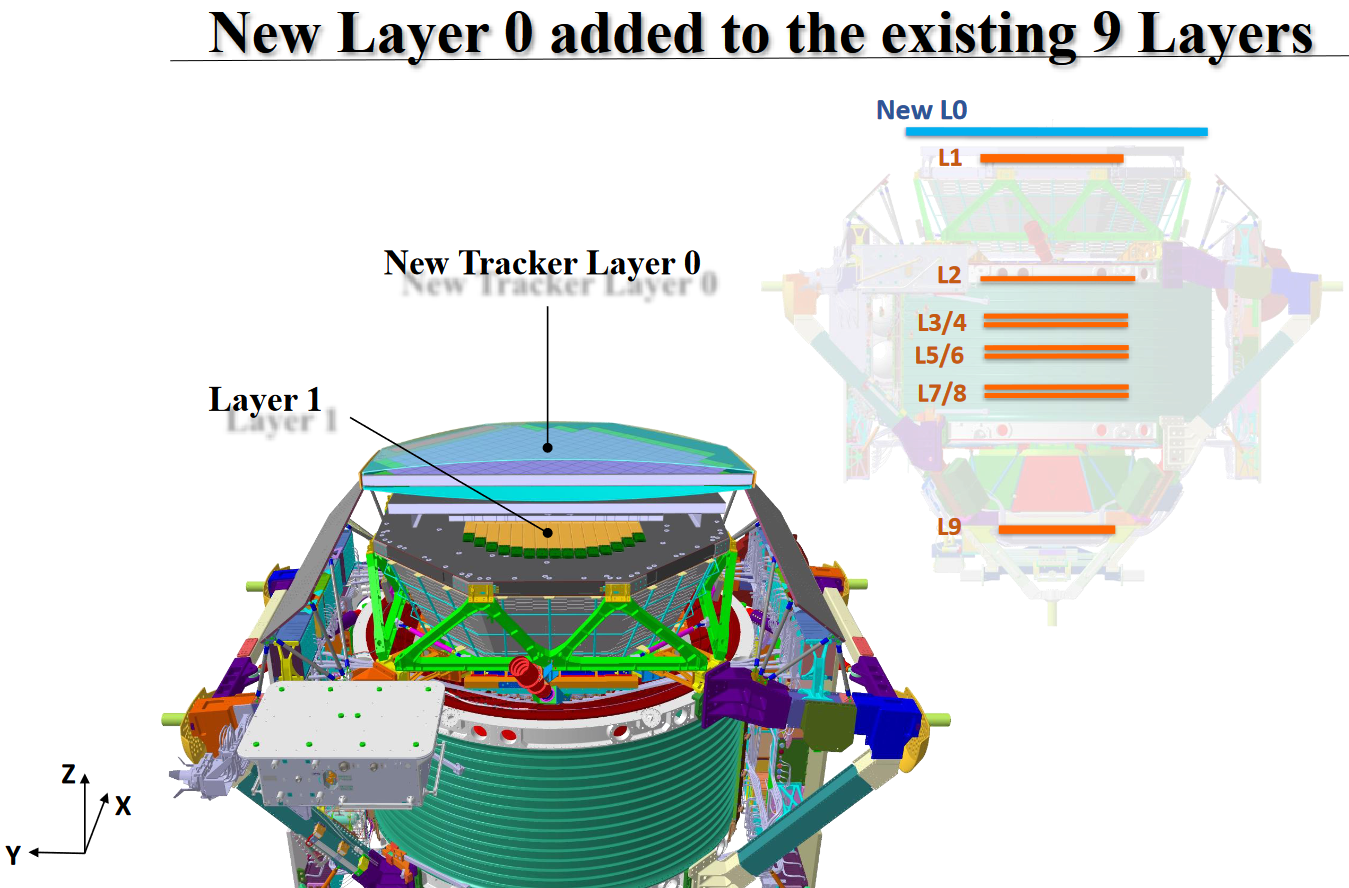 New Layer 0 added to the existing 9 Layers
New L0
L1
L2
L3/4
L5/6
L7/8
L9
New Tracker Layer 0
Layer 1
Z
X
Y